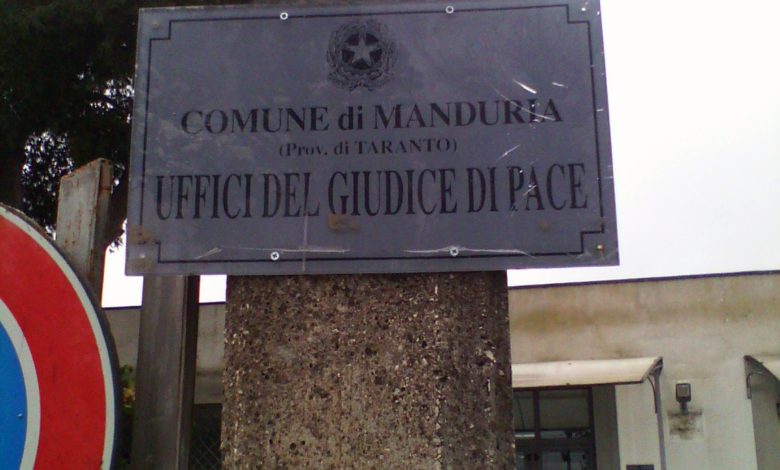 COMUNE di MANDURIA
(Prov. di TARANTO)
UFFICI DEL GIUDICE DI PACE